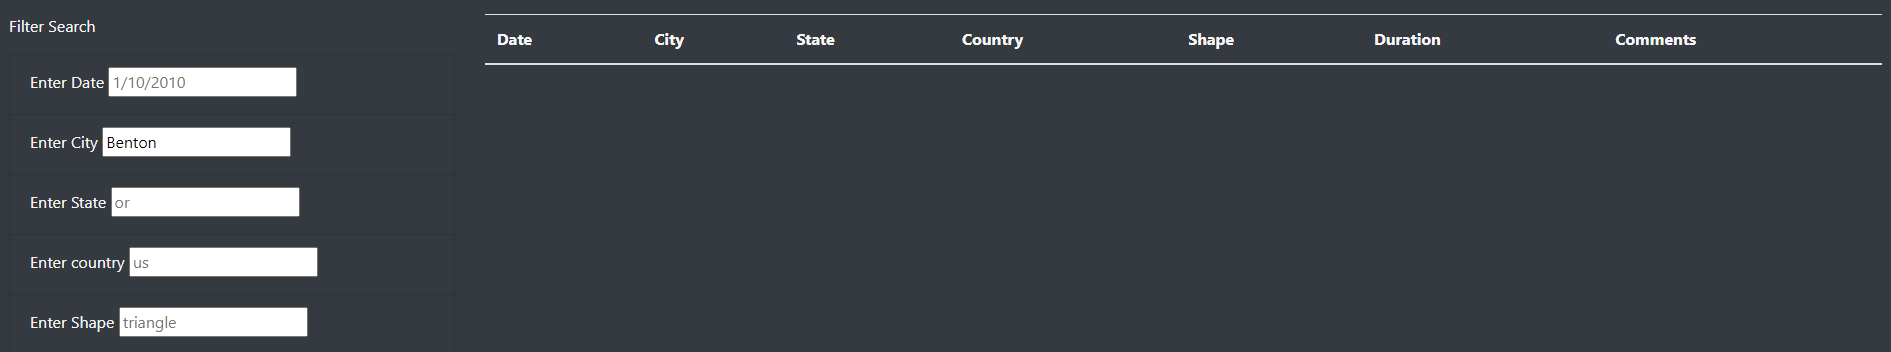 Filter Search
Enter Date 1/10/2010
Enter City Benton
Enter State or
Enter country us
Enter Shape triangle
Date City State Country Shape Duration Comments